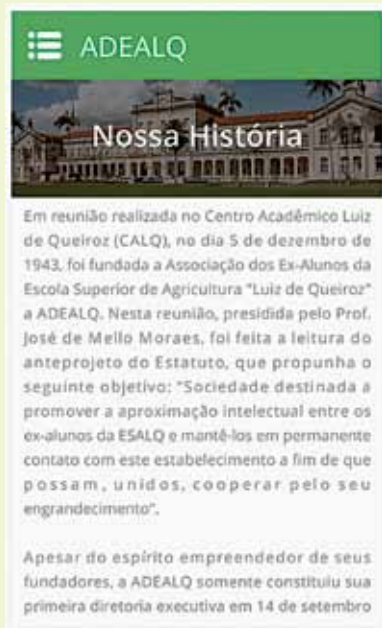 ADEALQ
Nossa História
Em reunião realizada no Centro Acadêmico Luiz
de Queiroz (CALQ), no dia 5 de dezembro de
1943, foi fundada a Associação dos Ex-Alunos da
Escola Superior de Agricultura "Luiz de Queiroz"
a ADEALQ. Nesta reunião, presidida pelo Prof.
José de Mello Moraes, foi feita a leitura do
anteprojeto do Estatuto, que propunha o
seguinte objetivo: "Sociedade destinada a
promover a aproximação intelectual entre os
ex-alunos da ESALQ e mantê-los em permanente
contato com este estabelecimento a fim de que
possam, unidos, cooperar pelo seu
engrandecimento".
Apesar do espírito empreendedor de seus
fundadores, a ADEALQ somente constituiu sua
primeira diretoria executiva em 14 de setembro